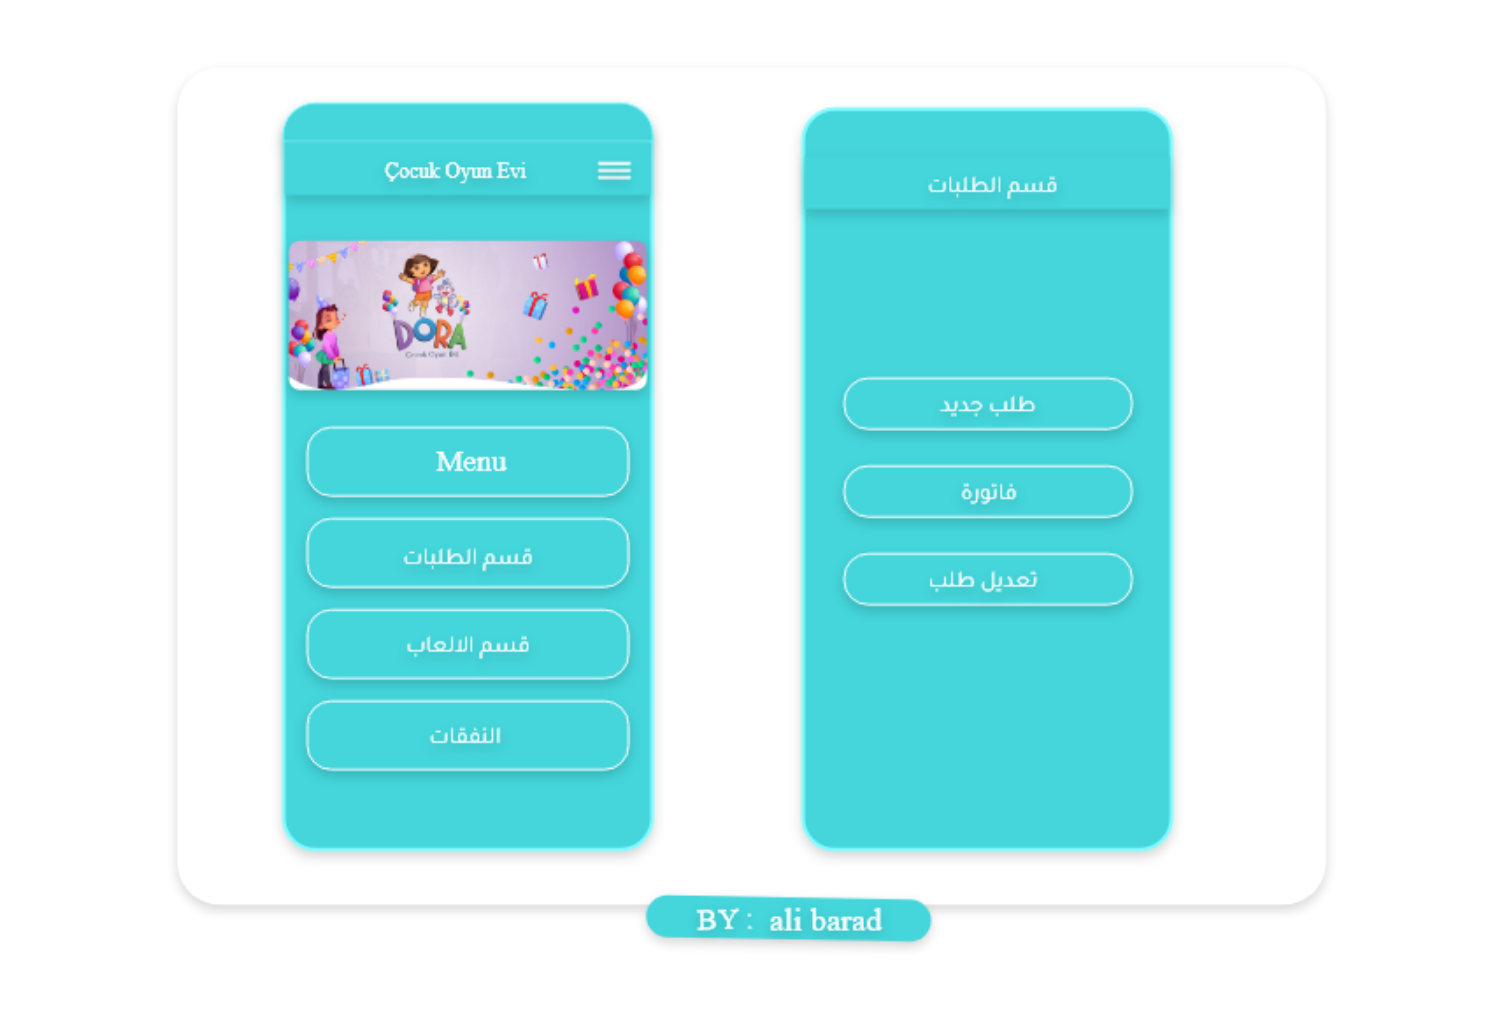 Çocuk Oyun Evi
DORA
Çocuk Oyun Evi
Menu
قسم الطلبات
قسم الالعاب
النفقات
قسم الطلبات
طلب جديد
فاتورة
تعديل طلب
BY : ali barad